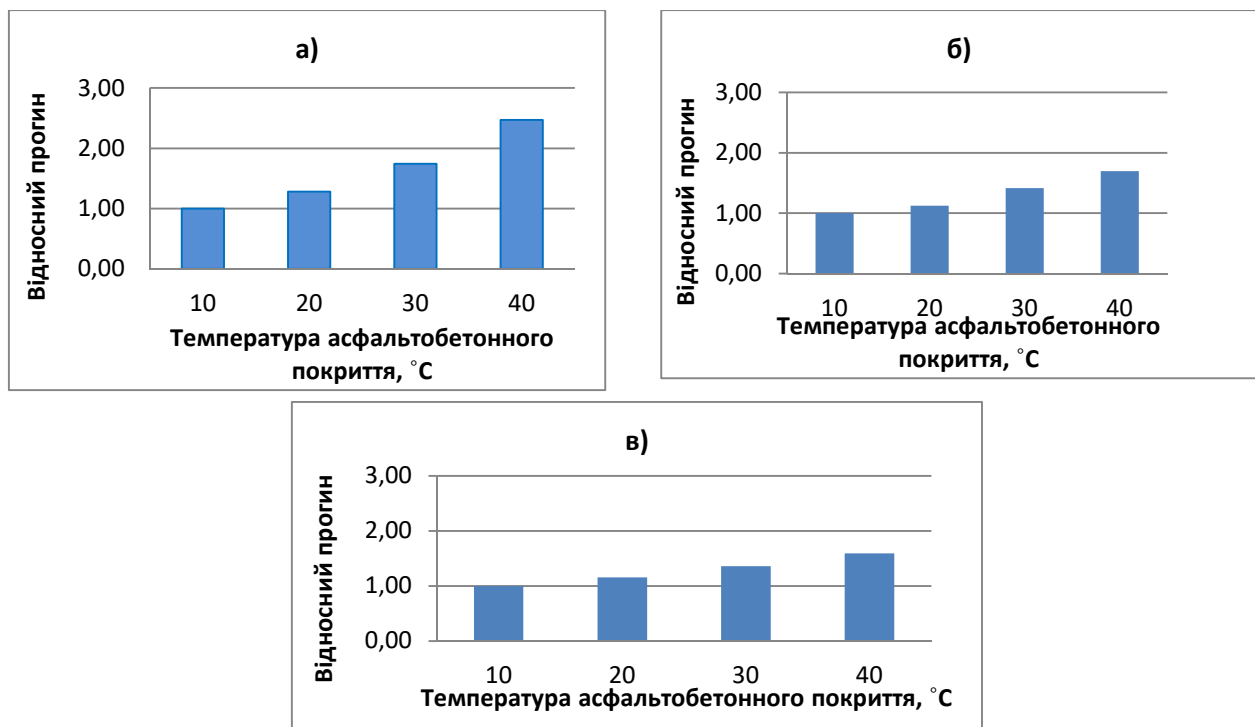 а)
Відносний прогин
3,00
2,00
1,00
0,00
10 20 30 40
Температура асфальтобетонного
покриття, °С
б)
Відносний прогин
3,00
2,00
1,00
0,00
10 20 30 40
Температура асфальтобетонного
покриття, °С
в)
Відносний прогин
3,00
2,00
1,00
0,00
10 20 30 40
Температура асфальтобетонного покриття, °С